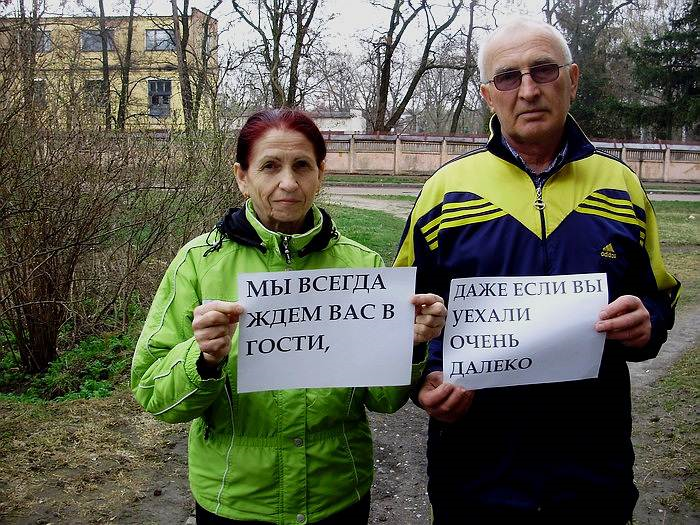 МЫ ВСЕГДА
ЖДЕМ ВАС В
ГОСТИ,
ДАЖЕ ЕСЛИ ВЫ
УЕХАЛИ
ОЧЕНЬ
ДАЛЕКО
adidas